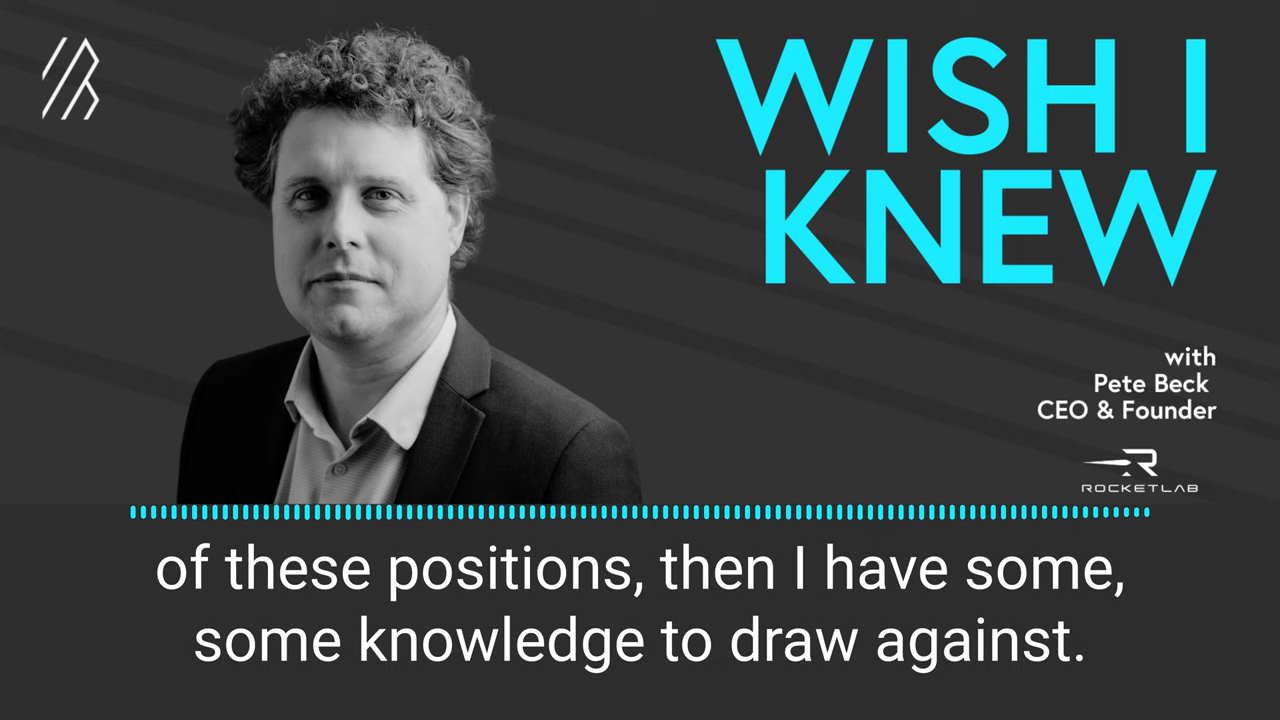 WISH I
KNEW
with
Pete Beck
CEO & Founder
ROCKETLAB
of these positions, then I have some,
some knowledge to draw against.